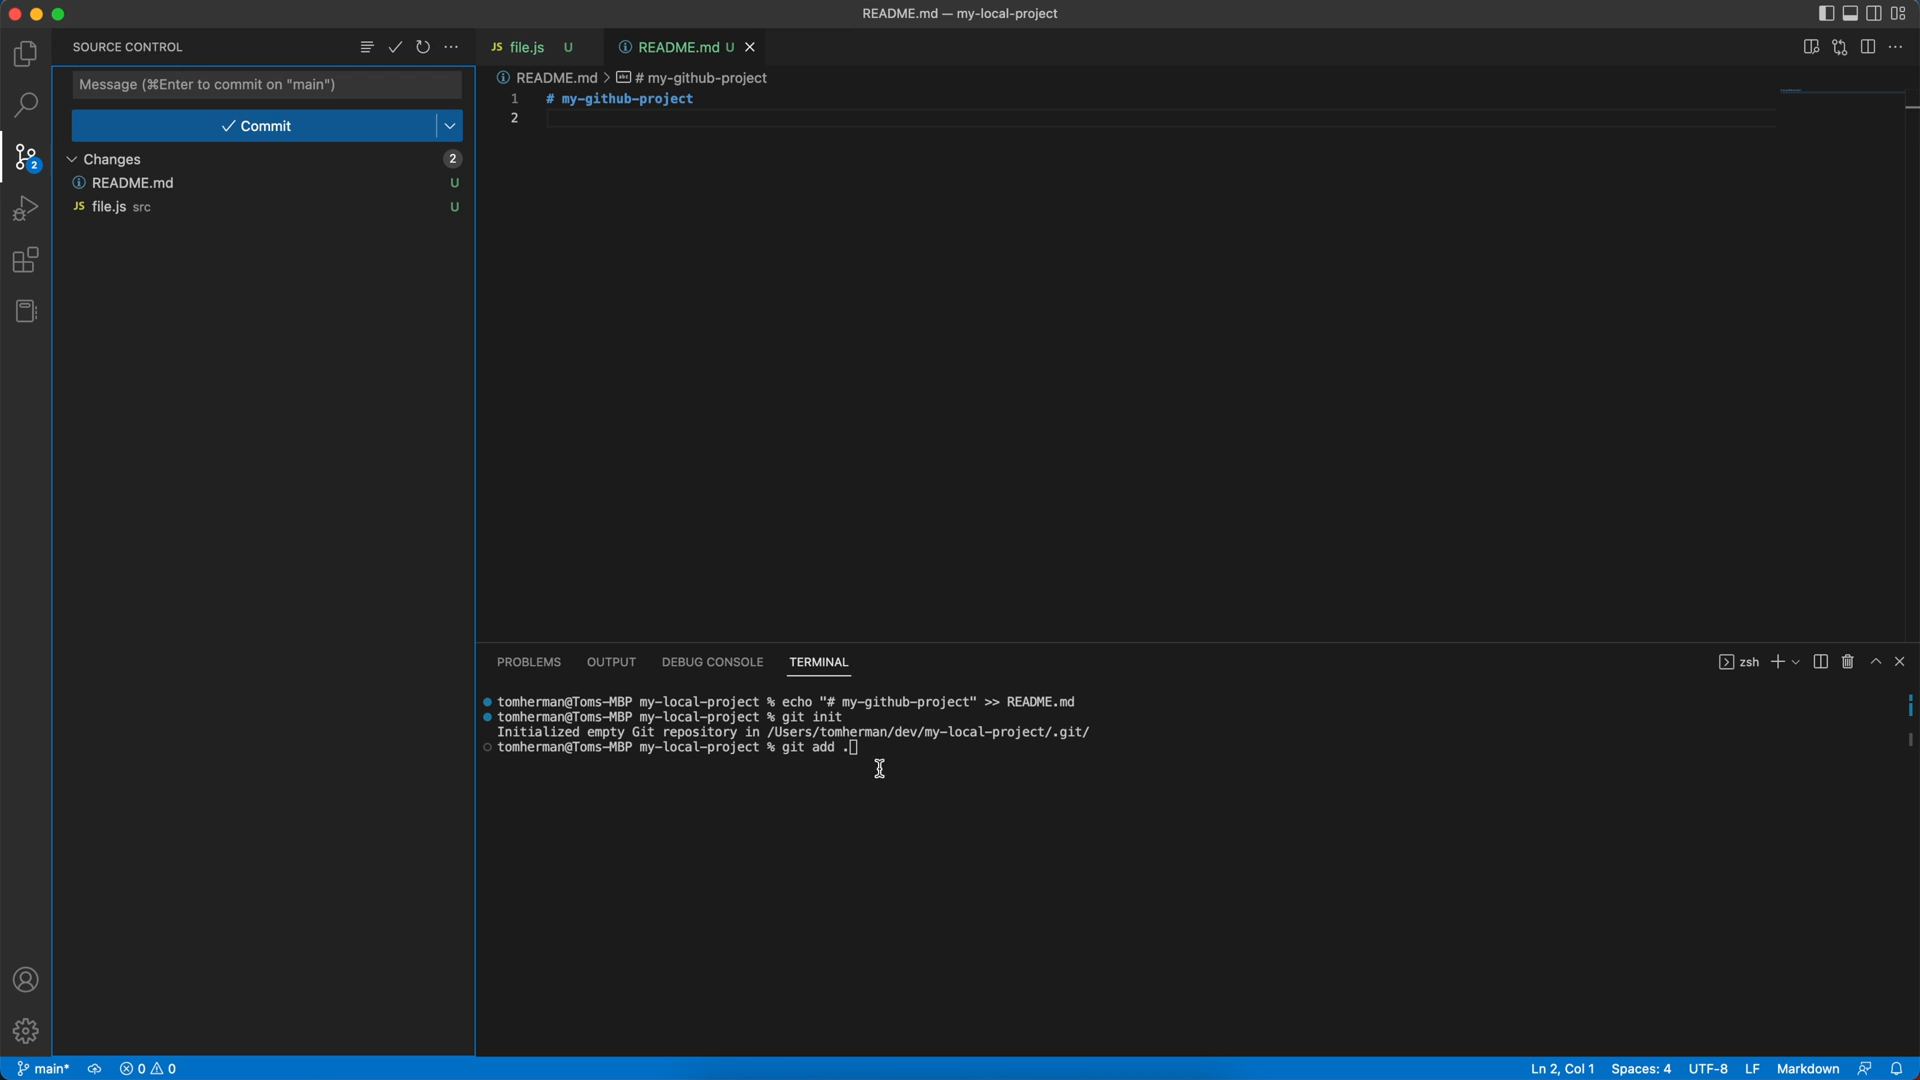 README.md — my-local-project
SOURCE CONTROL
Message (⌘Enter to commit on "main")
Commit
Changes 2
README.md U
JS file.js src U
2
JS file.js U
README.md U
README.md > # my-github-project
1 # my-github-project
2
PROBLEMS OUTPUT DEBUG CONSOLE TERMINAL
zsh
tomherman@Toms-MBP my-local-project % echo "# my-github-project" >> README.md
tomherman@Toms-MBP my-local-project % git init
Initialized empty Git repository in /Users/tomherman/dev/my-local-project/.git/
tomherman@Toms-MBP my-local-project % git add .
main* 0 0 Ln 2, Col 1 Spaces: 4 UTF-8 LF Markdown